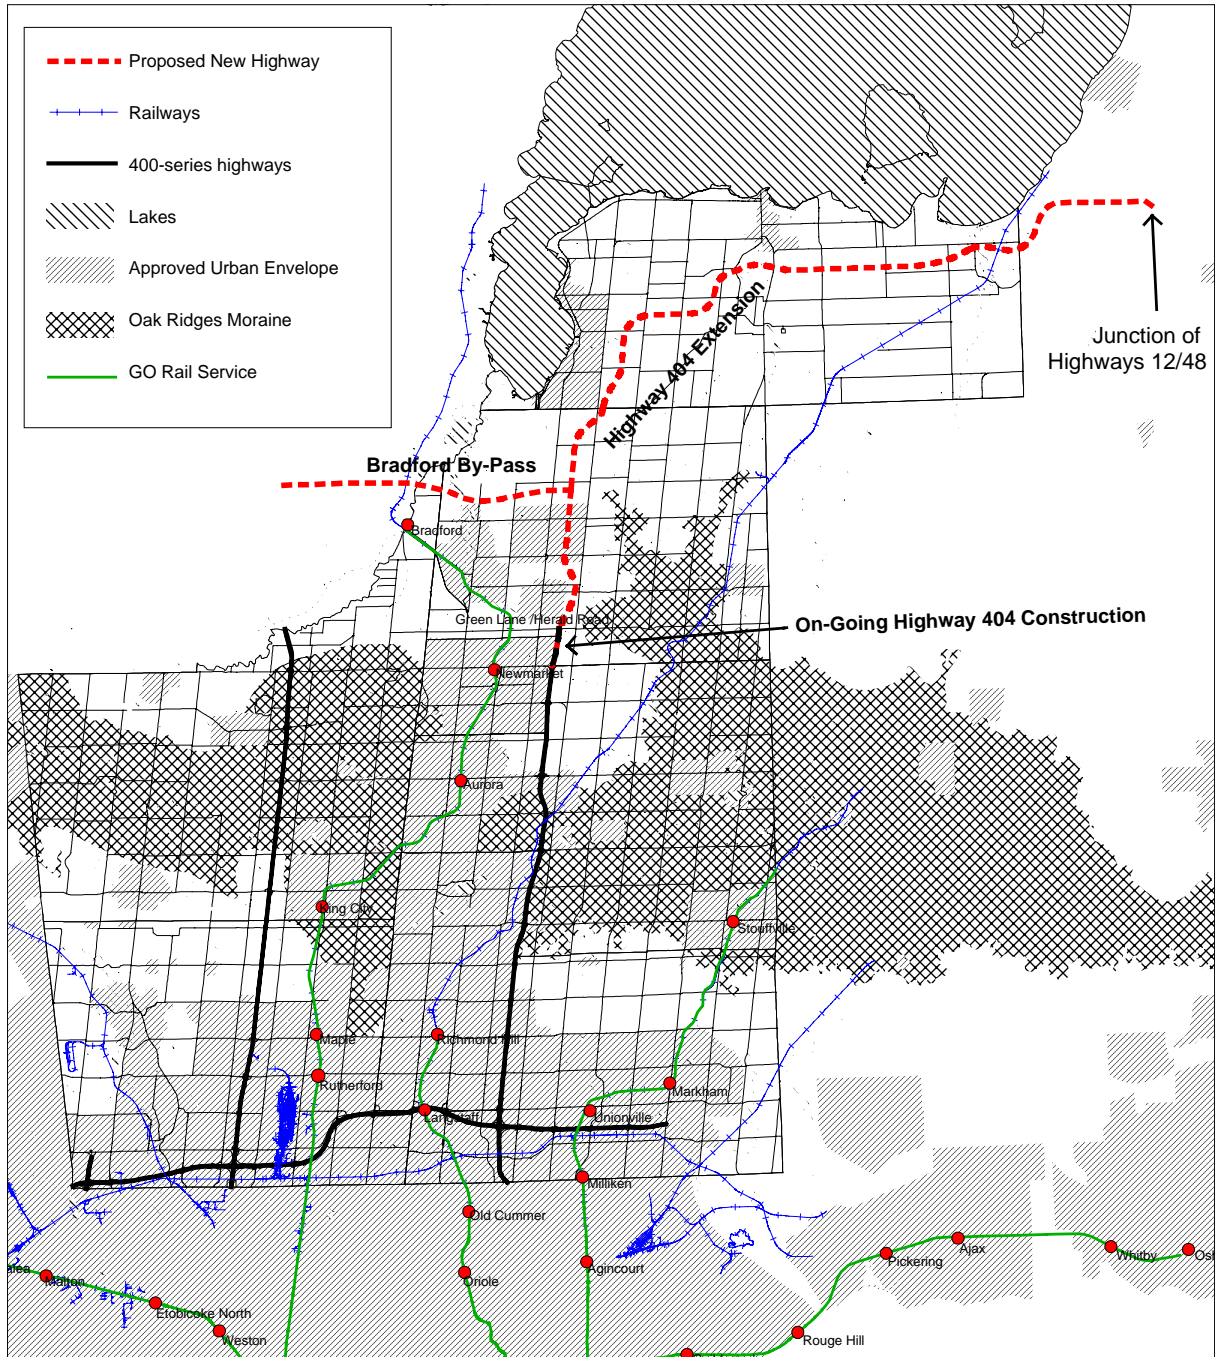 Proposed New Highway
Railways
400-series highways
Lakes
Approved Urban Envelope
Oak Ridges Moraine
GO Rail Service
Junction of
Highways 12/48
Highway 404 Extension
Bradford By-Pass
Bradford
Green Lane /Herald Road
On-Going Highway 404 Construction
Newmarket
Aurora
King City
Stouffville
Maple
Richmond Hill
Rutherford
Markham
Langstaff
Unionville
Milliken
Old Cummer
Ajax
Whitby
Pickering
Agincourt
Malton
Oriole
Etobicoke North
Weston
Rouge Hill